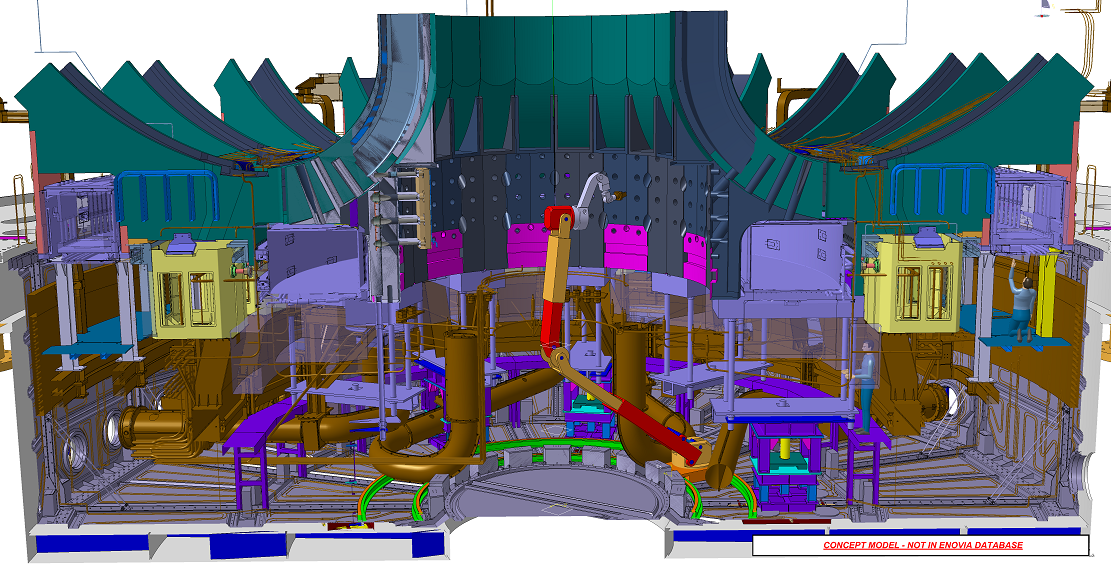 CONCEPT MODEL - NOT IN ENOVIA DATABASE